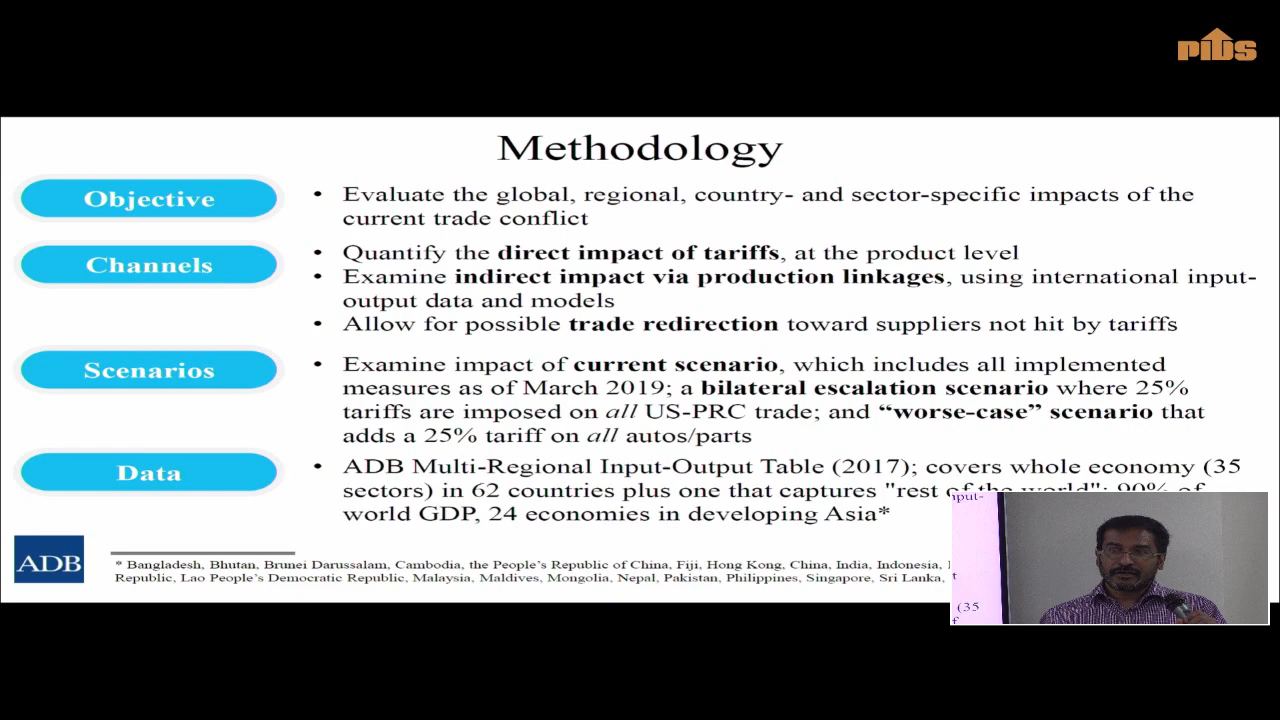 PIDS
Methodology
Objective
• Evaluate the global, regional, country- and sector-specific impacts of the
current trade conflict
Channels
• Quantify the direct impact of tariffs, at the product level
• Examine indirect impact via production linkages, using international input-
output data and models
• Allow for possible trade redirection toward suppliers not hit by tariffs
Scenarios
• Examine impact of current scenario, which includes all implemented
measures as of March 2019; a bilateral escalation scenario where 25%
tariffs are imposed on all US-PRC trade; and “worse-case” scenario that
adds a 25% tariff on all autos/parts
Data
• ADB Multi-Regional Input-Output Table (2017); covers whole economy (35
sectors) in 62 countries plus one that captures "rest of the world"; 90% of
world GDP, 24 economies in developing Asia*
ADB
* Bangladesh, Bhutan, Brunei Darussalam, Cambodia, the People's Republic of China, Fiji, Hong Kong, China, India, Indonesia,
Republic, Lao People's Democratic Republic, Malaysia, Maldives, Mongolia, Nepal, Pakistan, Philippines, Singapore, Sri Lanka,
nput-
t
(35
f